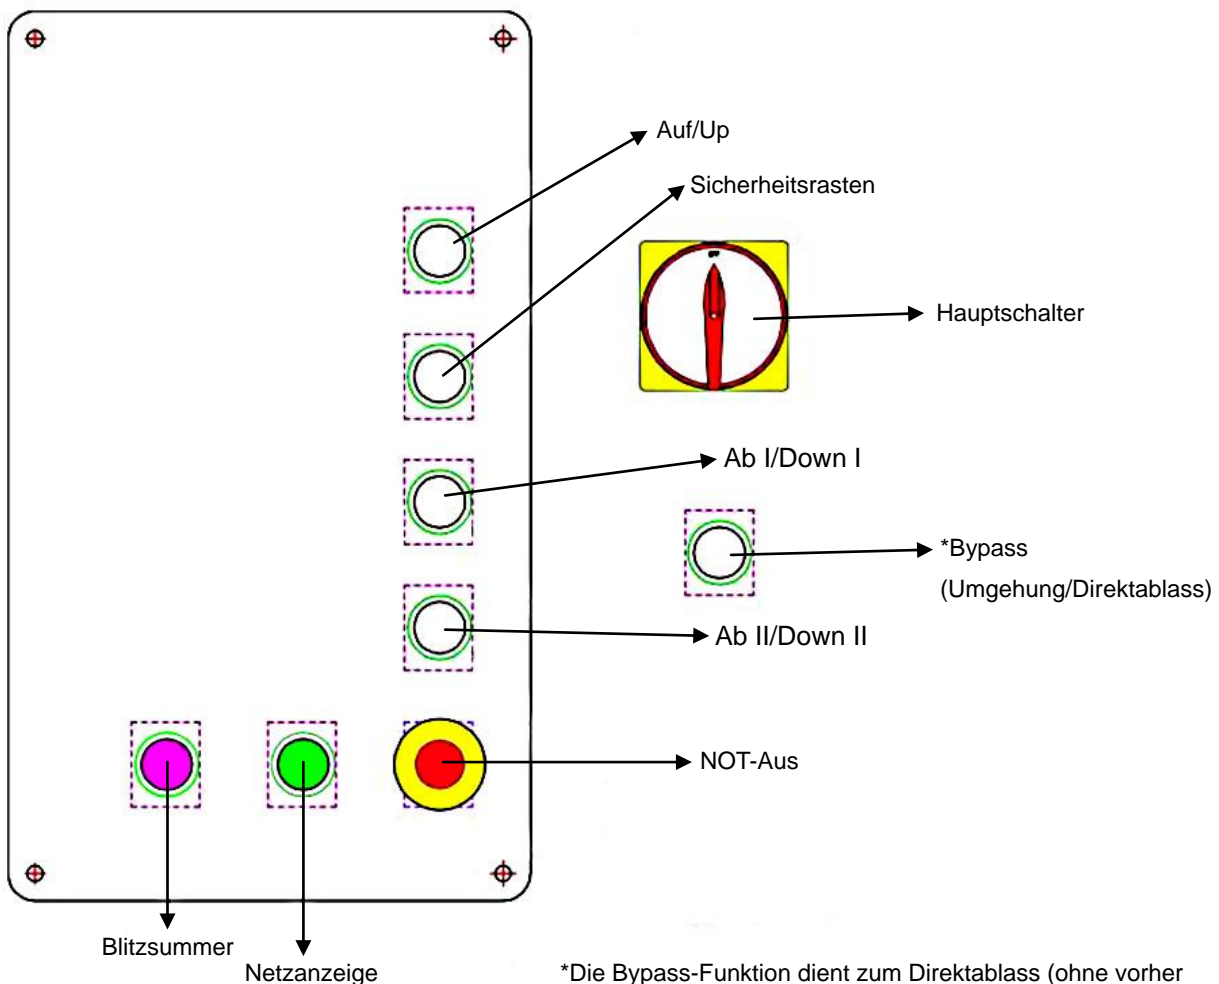 Auf/Up
Sicherheitsrasten
Hauptschalter
Ab I/Down I
*Bypass
(Umgehung/Direktablass)
Ab II/Down II
NOT-Aus
Blitzsummer
Netzanzeige
*Die Bypass-Funktion dient zum Direktablass (ohne vorher